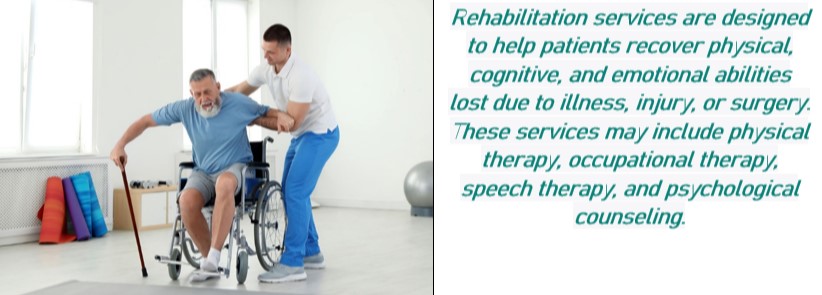 Rehabilitation services are designed
to help patients recover physical,
cognitive, and emotional abilities
lost due to illness, injury, or surgery.
These services may include physical
therapy, occupational therapy,
speech therapy, and psychological
counseling.